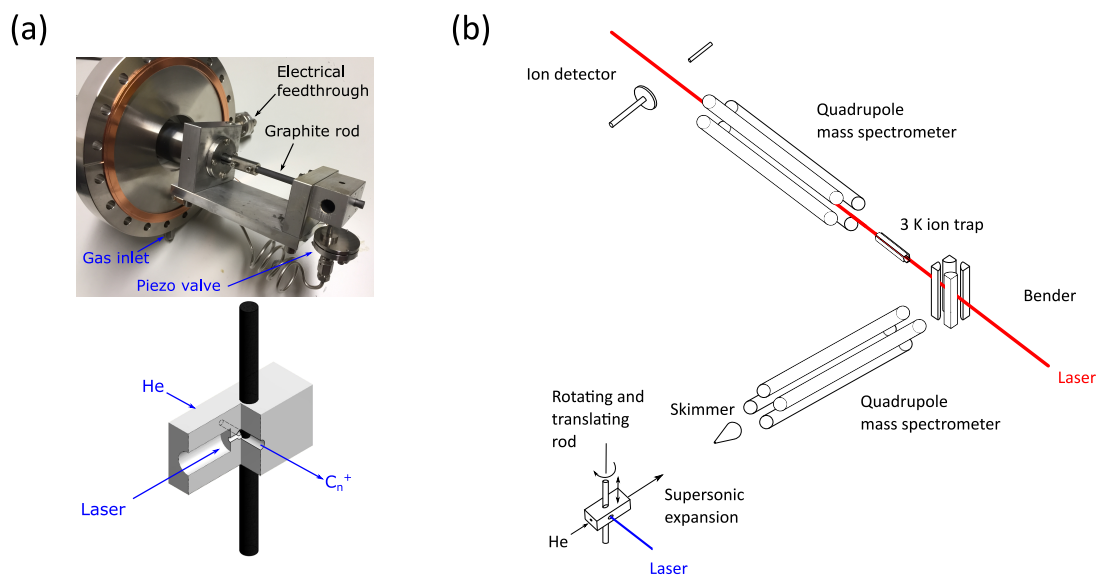 (a)
Electrical
feedthrough
Graphite rod
Gas inlet
Piezo valve
He
Laser
Cn+
(b)
Ion detector
Quadrupole
mass spectrometer
3 K ion trap
Bender
Laser
Quadrupole
mass spectrometer
Skimmer
Rotating and
translating
rod
Supersonic
expansion
He
Laser